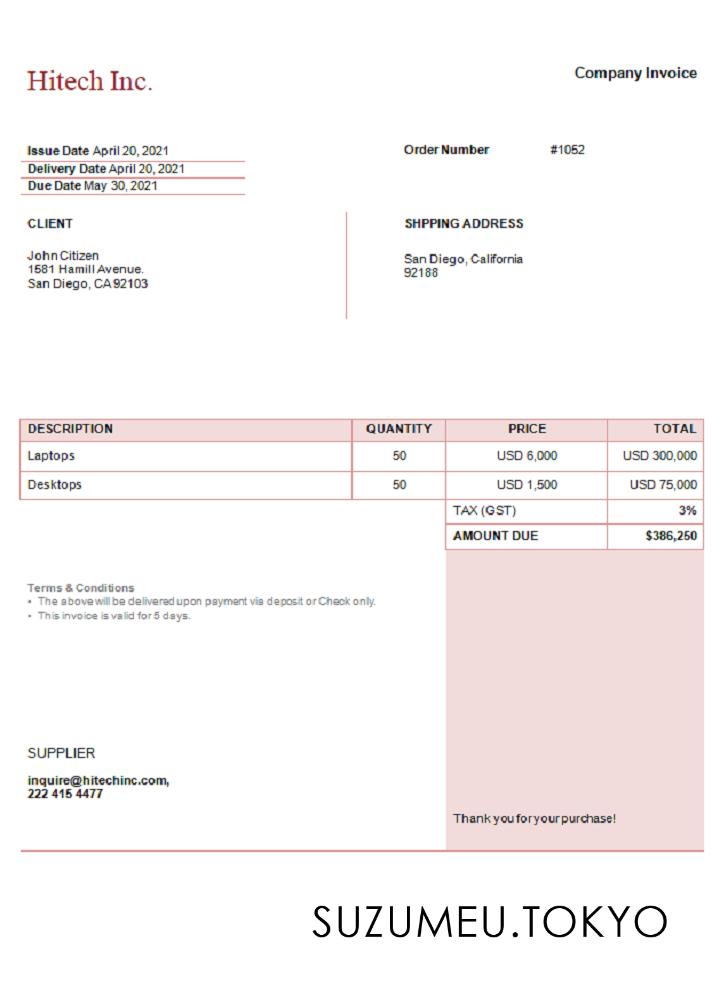 Hitech Inc.
Company Invoice
Issue Date April 20, 2021
Order Number #1052
Delivery Date April 20, 2021
Due Date May 30, 2021
CLIENT
SHPPING ADDRESS
John Citizen
1581 Hamill Avenue.
San Diego, CA 92103
San Diego, California
92188
DESCRIPTION QUANTITY PRICE TOTAL
Laptops 50 USD 6,000 USD 300,000
Desktops 50 USD 1,500 USD 75,000
TAX (GST) 3%
AMOUNT DUE $386,250
Terms & Conditions
• The above will be delivered upon payment via deposit or Check only.
• This invoice is valid for 5 days.
SUPPLIER
inquire@hitechinc.com,
222 415 4477
Thank you for your purchase!
SUZUMEU.TOKYO